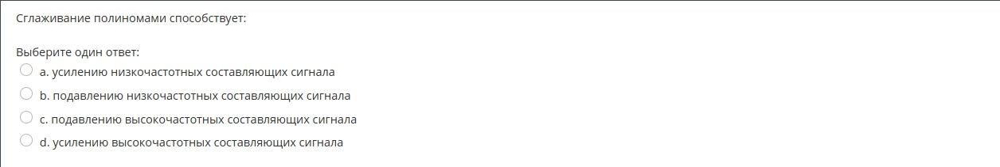 Сглаживание полиномами способствует:
Выберите один ответ:
a. усилению низкочастотных составляющих сигнала
b. подавлению низкочастотных составляющих сигнала
c. подавлению высокочастотных составляющих сигнала
d. усилению высокочастотных составляющих сигнала